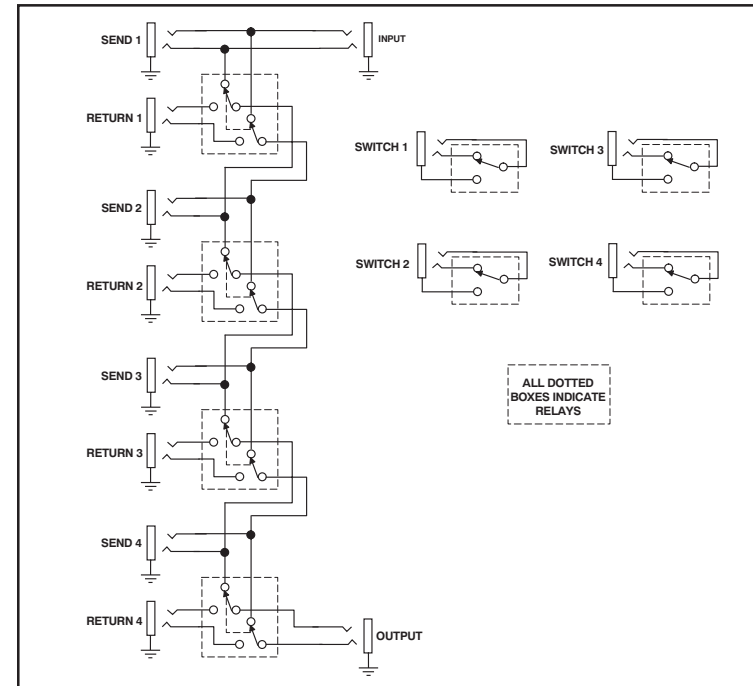 SEND 1
INPUT
RETURN 1
SWITCH 1
SWITCH 3
SEND 2
RETURN 2
SWITCH 2
SWITCH 4
SEND 3
ALL DOTTED
BOXES INDICATE
RELAYS
RETURN 3
SEND 4
RETURN 4
OUTPUT